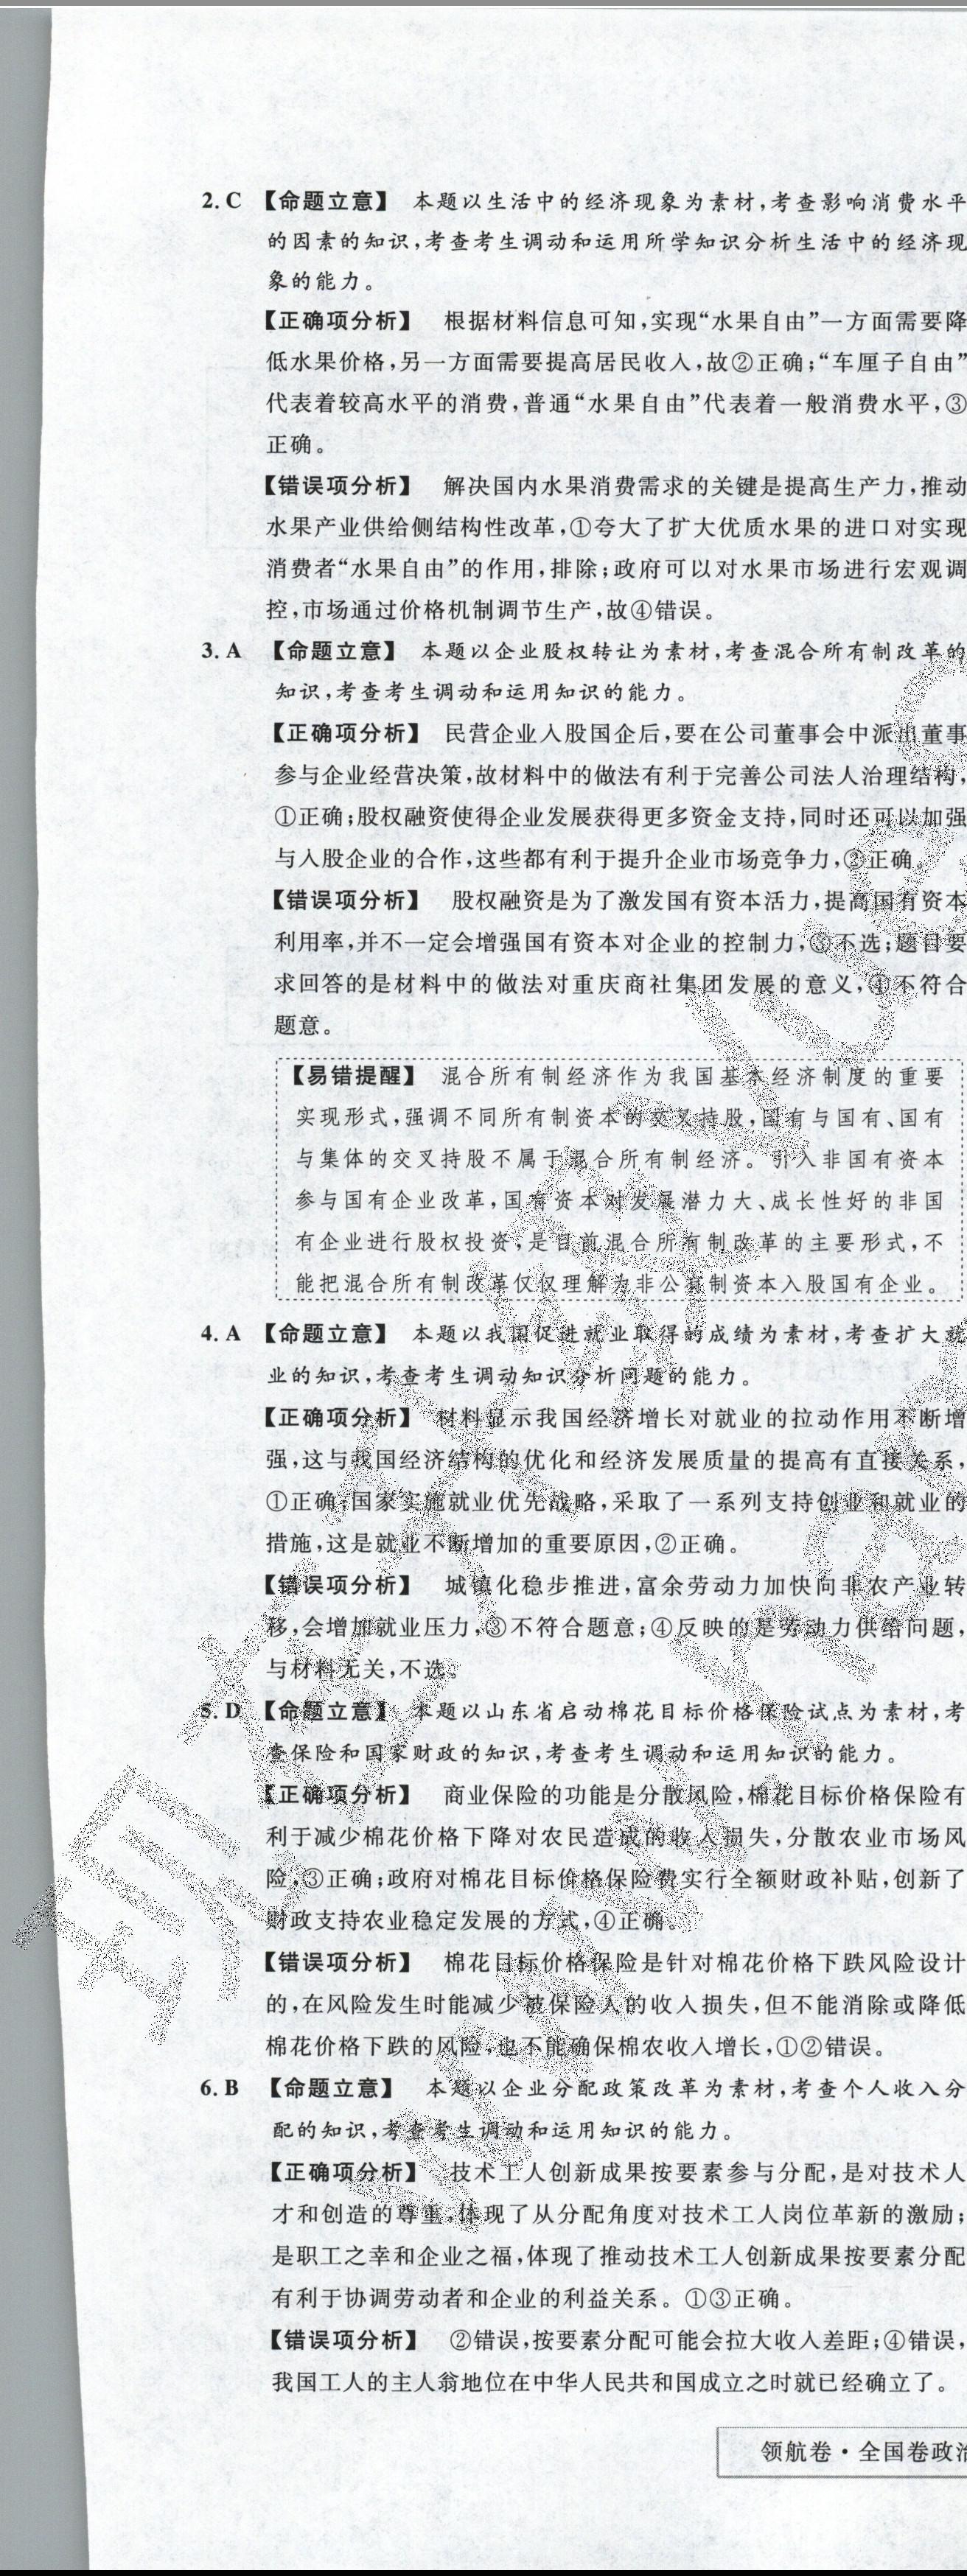 2. C 【命题立意】 本题以生活中的经济现象为素材,考查影响消费水平
的因素的知识,考查考生调动和运用所学知识分析生活中的经济现
象的能力。
【正确项分析】 根据材料信息可知,实现“水果自由”一方面需要降
低水果价格,另一方面需要提高居民收入,故②正确;“车厘子自由”
代表着较高水平的消费,普通“水果自由”代表着一般消费水平,③
正确。
【错误项分析】 解决国内水果消费需求的关键是提高生产力,推动
水果产业供给侧结构性改革,①夸大了扩大优质水果的进口对实现
消费者“水果自由”的作用,排除;政府可以对水果市场进行宏观调
控,市场通过价格机制调节生产,故④错误。
3. A 【命题立意】 本题以企业股权转让为素材,考查混合所有制改革的
知识,考查考生调动和运用知识的能力。
【正确项分析】 民营企业入股国企后,要在公司董事会中派出董事
参与企业经营决策,故材料中的做法有利于完善公司法人治理结构,
①正确;股权融资使得企业发展获得更多资金支持,同时还可以加强
与入股企业的合作,这些都有利于提升企业市场竞争力,②正确。
【错误项分析】 股权融资是为了激发国有资本活力,提高国有资本
利用率,并不一定会增强国有资本对企业的控制力,③不选;题目要
求回答的是材料中的做法对重庆商社集团发展的意义,④不符合
题意。
【易错提醒】 混合所有制经济作为我国基本经济制度的重要
实现形式,强调不同所有制资本的交叉持股,国有与国有、国有
与集体的交叉持股不属于混合所有制经济。引入非国有资本
参与国有企业改革,国有资本对发展潜力大、成长性好的非国
有企业进行股权投资,是目前混合所有制改革的主要形式,不
能把混合所有制改革仅仅理解为非公有制资本入股国有企业。
4. A 【命题立意】 本题以我国促进就业取得的成绩为素材,考查扩大就
业的知识,考查考生调动知识分析问题的能力。
【正确项分析】 材料显示我国经济增长对就业的拉动作用不断增
强,这与我国经济结构的优化和经济发展质量的提高有直接关系,
①正确;国家实施就业优先战略,采取了一系列支持创业和就业的
措施,这是就业不断增加的重要原因,②正确。
【错误项分析】 城镇化稳步推进,富余劳动力加快向非农产业转
移,会增加就业压力,③不符合题意;④反映的是劳动力供给问题,
与材料无关,不选。
5. D 【命题立意】 本题以山东省启动棉花目标价格保险试点为素材,考
查保险和国家财政的知识,考查考生调动和运用知识的能力。
【正确项分析】 商业保险的功能是分散风险,棉花目标价格保险有
利于减少棉花价格下降对农民造成的收入损失,分散农业市场风
险,③正确;政府对棉花目标价格保险费实行全额财政补贴,创新了
财政支持农业稳定发展的方式,④正确。
【错误项分析】 棉花目标价格保险是针对棉花价格下跌风险设计
的,在风险发生时能减少被保险人的收入损失,但不能消除或降低
棉花价格下跌的风险,也不能确保棉农收入增长,①②错误。
6. B 【命题立意】 本题以企业分配政策改革为素材,考查个人收入分
配的知识,考查考生调动和运用知识的能力。
【正确项分析】 技术工人创新成果按要素参与分配,是对技术人
才和创造的尊重,体现了从分配角度对技术工人岗位革新的激励;
是职工之幸和企业之福,体现了推动技术工人创新成果按要素分配
有利于协调劳动者和企业的利益关系。①③正确。
【错误项分析】 ②错误,按要素分配可能会拉大收入差距;④错误,
我国工人的主人翁地位在中华人民共和国成立之时就已经确立了。
领航卷·全国卷政治